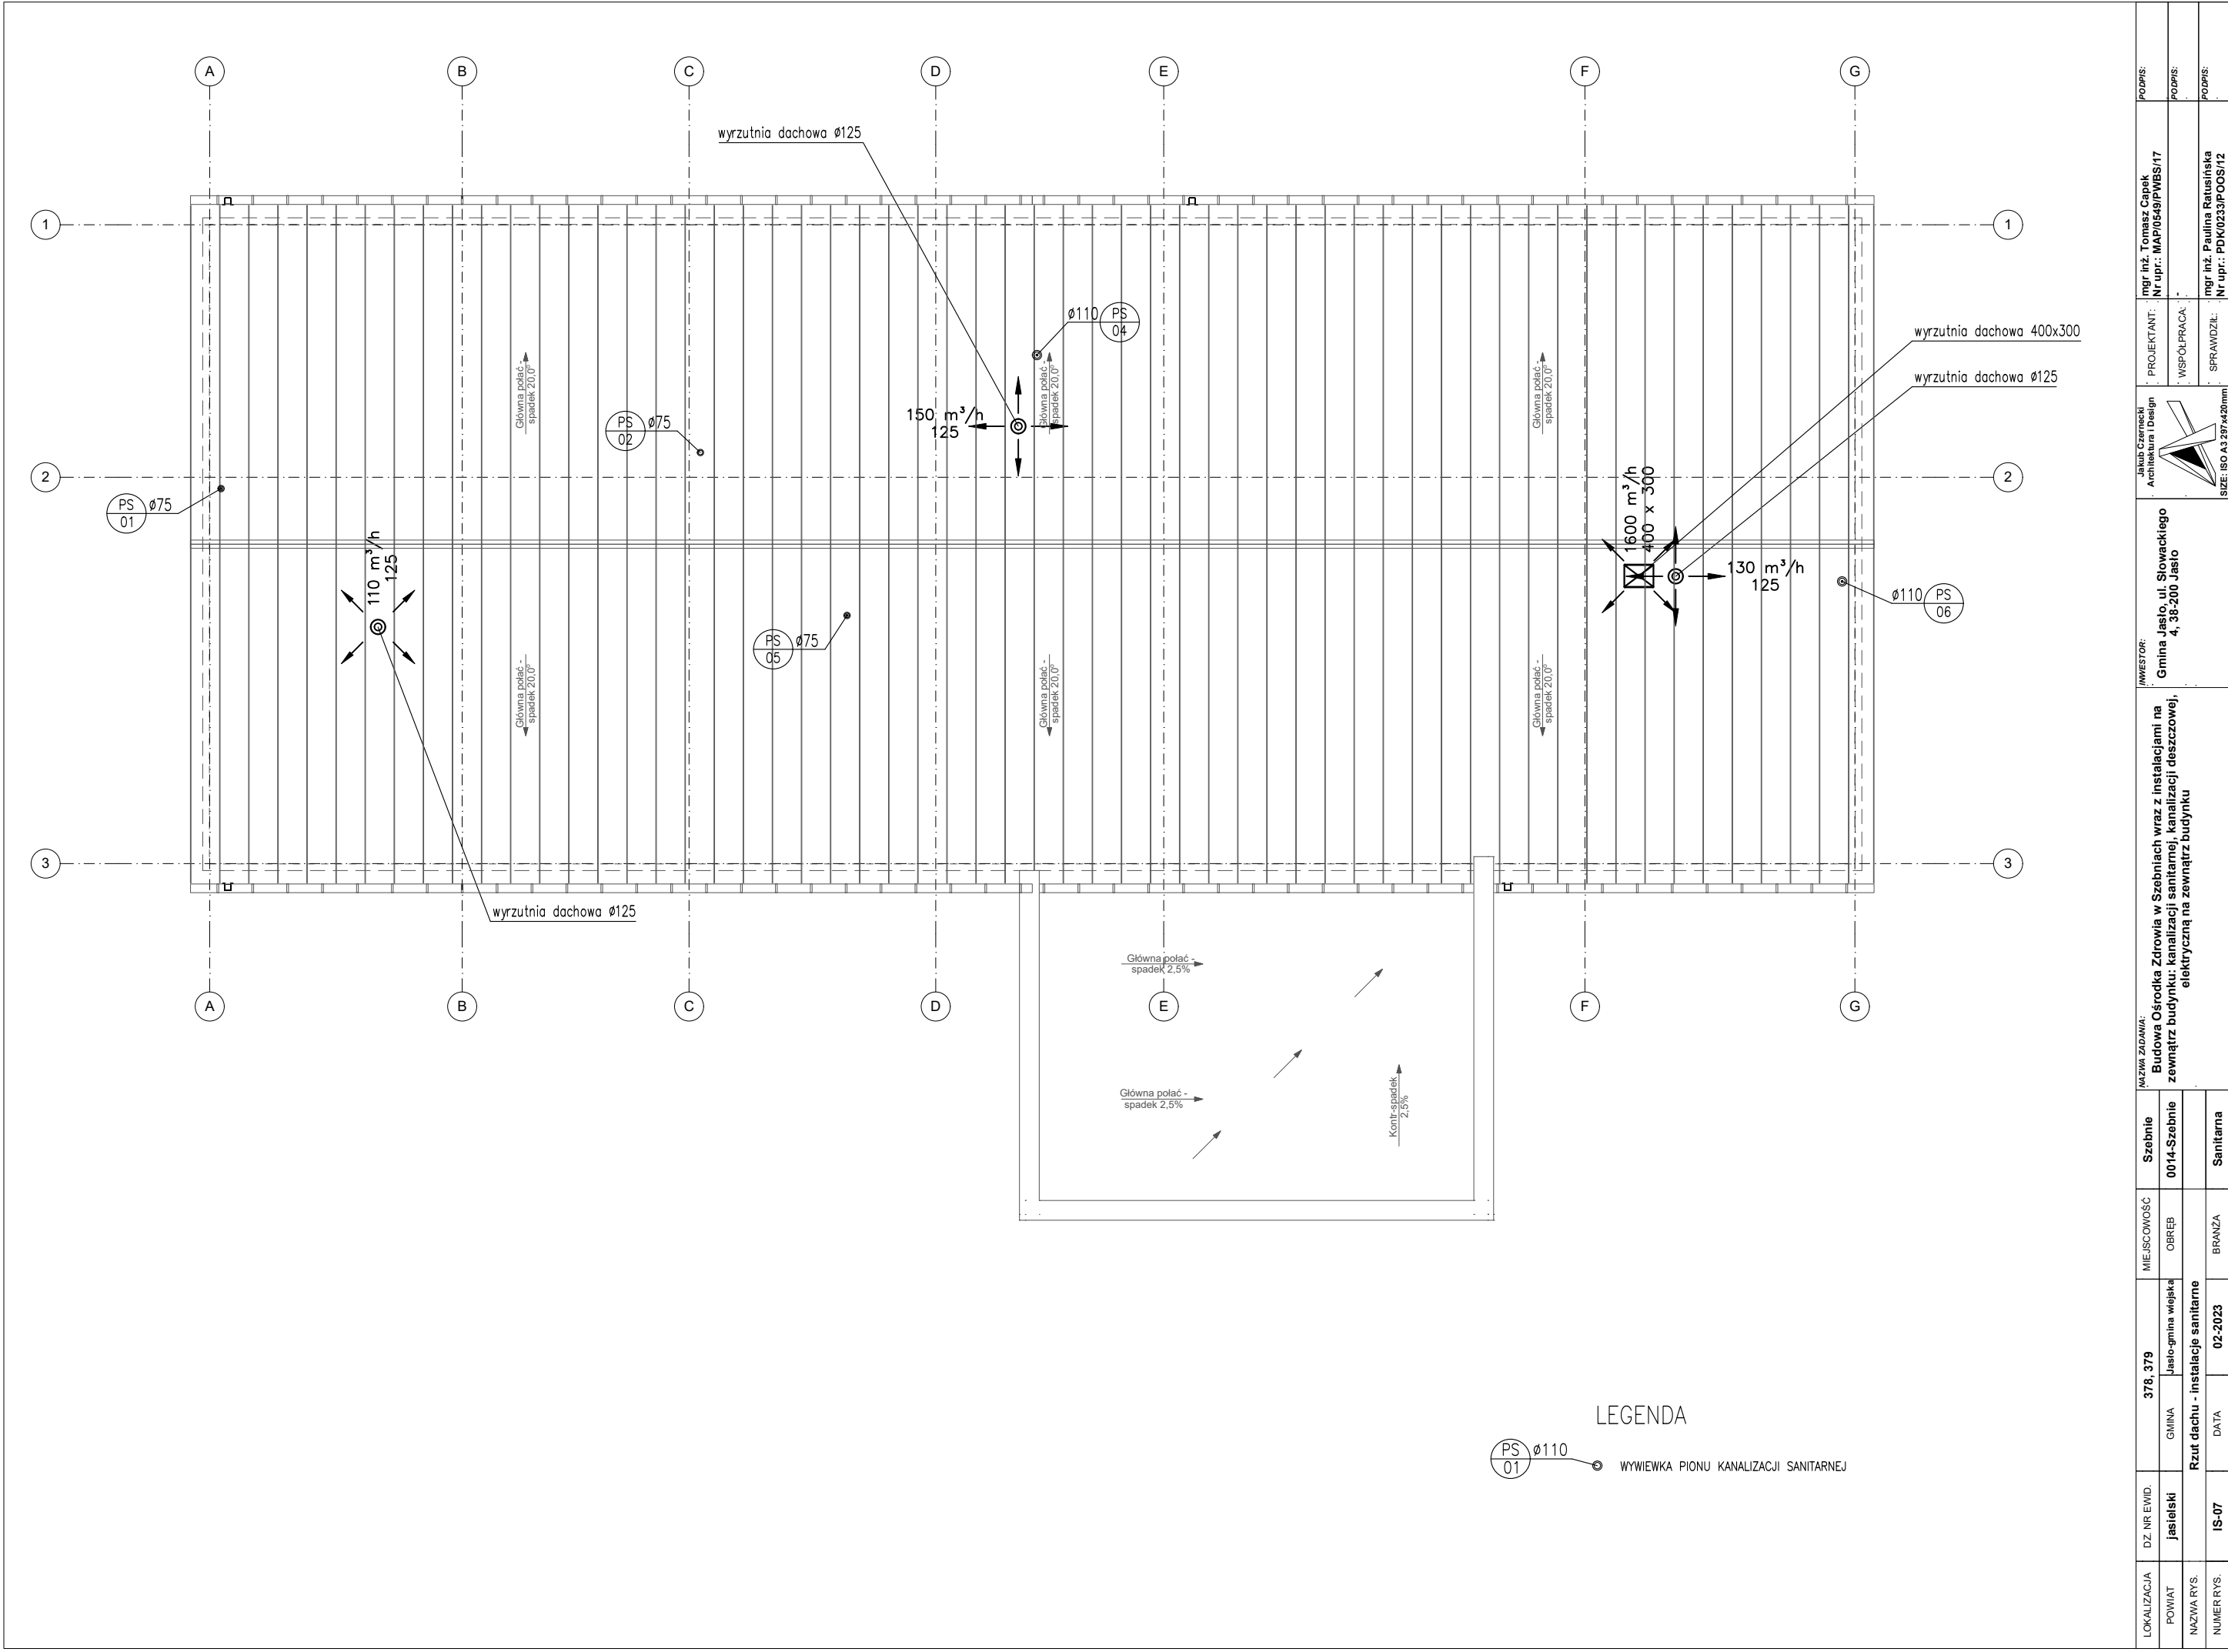 A
B
C
D
E
F
G
wyrzutnia dachowa ø125
1
1
ø110
PS
04
wyrzutnia dachowa 400x300
wyrzutnia dachowa ø125
Główna połać -
spadek 20,0°
Główna połać -
spadek 20,0°
Główna połać -
spadek 20,0°
150 m³/h
125
PS
02
ø75
2
2
PS
01
ø75
1600 m³/h
400 x 300
110 m³/h
125
130 m³/h
125
ø110
PS
06
PS
05
ø75
Główna połać -
spadek 20,0°
Główna połać -
spadek 20,0°
Główna połać -
spadek 20,0°
3
3
wyrzutnia dachowa ø125
Główna połać -
spadek 2,5%
A
B
C
D
E
F
G
Główna połać -
spadek 2,5%
Kontr-spadek
2,5%
LEGENDA
PS
01
ø110
WYWIEWKA PIONU KANALIZACJI SANITARNEJ
LOKALIZACJA
DZ. NR EWID.
378, 379
MIEJSCOWOŚĆ
Szebnie
POWIAT
jasielski
GMINA
Jasło-gmina wiejska
OBRĘB
0014-Szebnie
NAZWA RYS.
Rzut dachu - instalacje sanitarne
NUMER RYS.
IS-07
DATA
02-2023
BRANŻA
Sanitarna
NAZWA ZADANIA:
Budowa Ośrodka Zdrowia w Szebniach wraz z instalacjami na
zewnątrz budynku: kanalizacji sanitarnej, kanalizacji deszczowej,
elektryczną na zewnątrz budynku
INWESTOR:
Gmina Jasło, ul. Słowackiego
4, 38-200 Jasło
Jakub Czernecki
Architektura i Design
SIZE: ISO A3 297x420mm
PROJEKTANT:
mgr inż. Tomasz Capek
Nr upr.: MAP/0549/PWBS/17
PODPIS:
WSPÓŁPRACA:
-
PODPIS:
SPRAWDZIŁ:
mgr inż. Paulina Ratusińska
Nr upr.: PDK/0233/POOS/12
PODPIS: